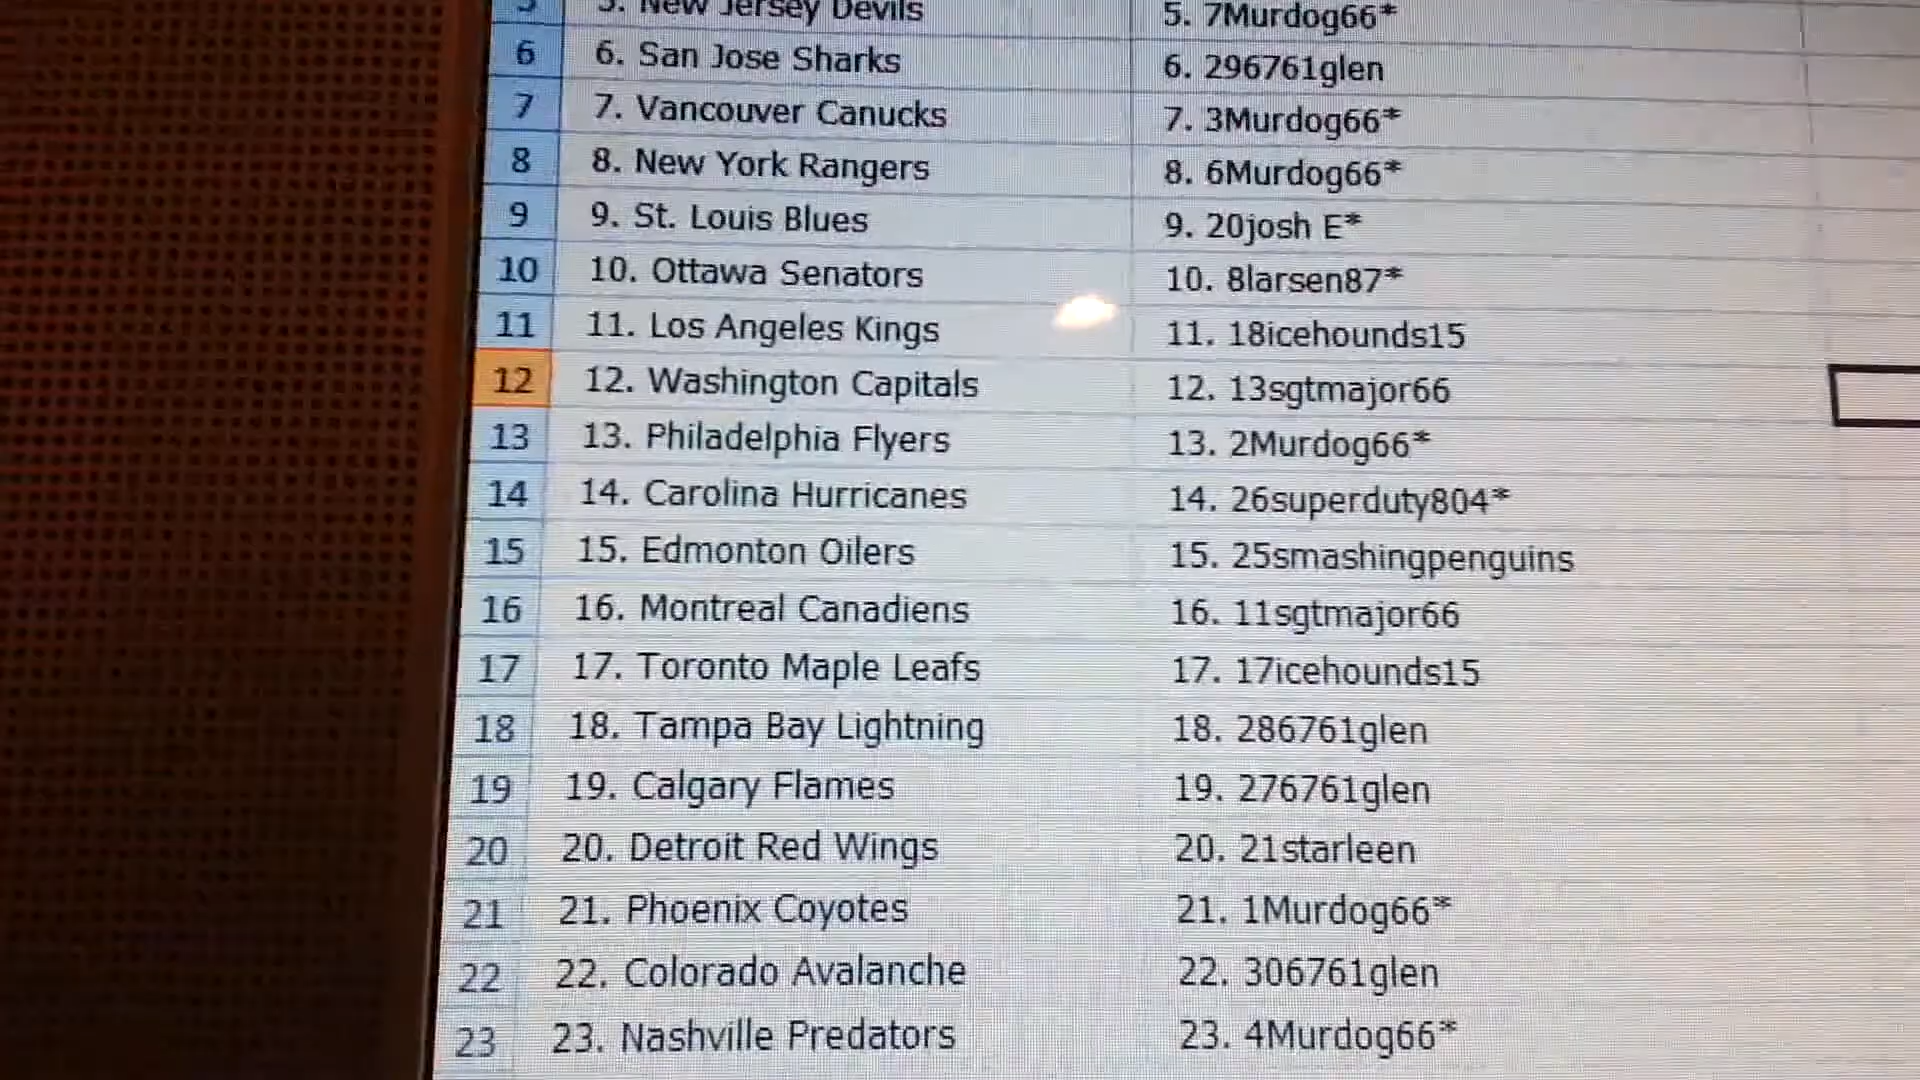 5 5. New Jersey Devils 5. 7Murdog66*
6 6. San Jose Sharks 6. 296761glen
7 7. Vancouver Canucks 7. 3Murdog66*
8 8. New York Rangers 8. 6Murdog66*
9 9. St. Louis Blues 9. 20josh E*
10 10. Ottawa Senators 10. 8larsen87*
11 11. Los Angeles Kings 11. 18icehounds15
12 12. Washington Capitals 12. 13sgtmajor66
13 13. Philadelphia Flyers 13. 2Murdog66*
14 14. Carolina Hurricanes 14. 26superduty804*
15 15. Edmonton Oilers 15. 25smashingpenguins
16 16. Montreal Canadiens 16. 11sgtmajor66
17 17. Toronto Maple Leafs 17. 17icehounds15
18 18. Tampa Bay Lightning 18. 286761glen
19 19. Calgary Flames 19. 276761glen
20 20. Detroit Red Wings 20. 21starleen
21 21. Phoenix Coyotes 21. 1Murdog66*
22 22. Colorado Avalanche 22. 306761glen
23 23. Nashville Predators 23. 4Murdog66*